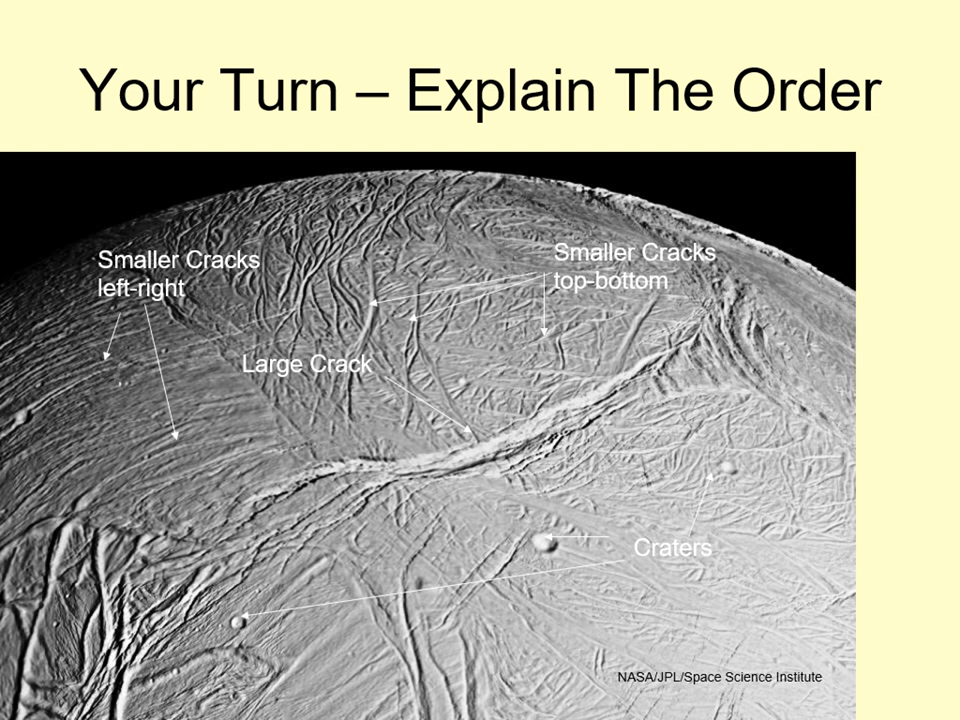 Your Turn – Explain The Order
Smaller Cracks
left-right
Smaller Cracks
top-bottom
Large Crack
Craters
NASA/JPL/Space Science Institute